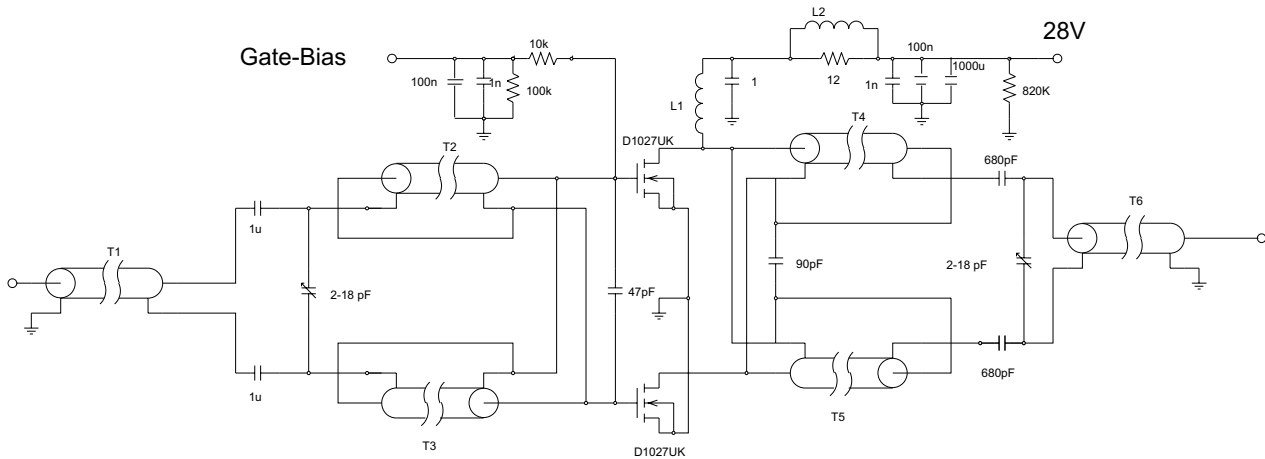 L2
Gate-Bias
10k
28V
100n
100n
1n
100k
1
12
1n
1000u
820K
L1
D1027UK
T4
T2
680pF
T6
1u
T1
2-18 pF
47pF
90pF
2-18 pF
1u
680pF
T3
T5
D1027UK